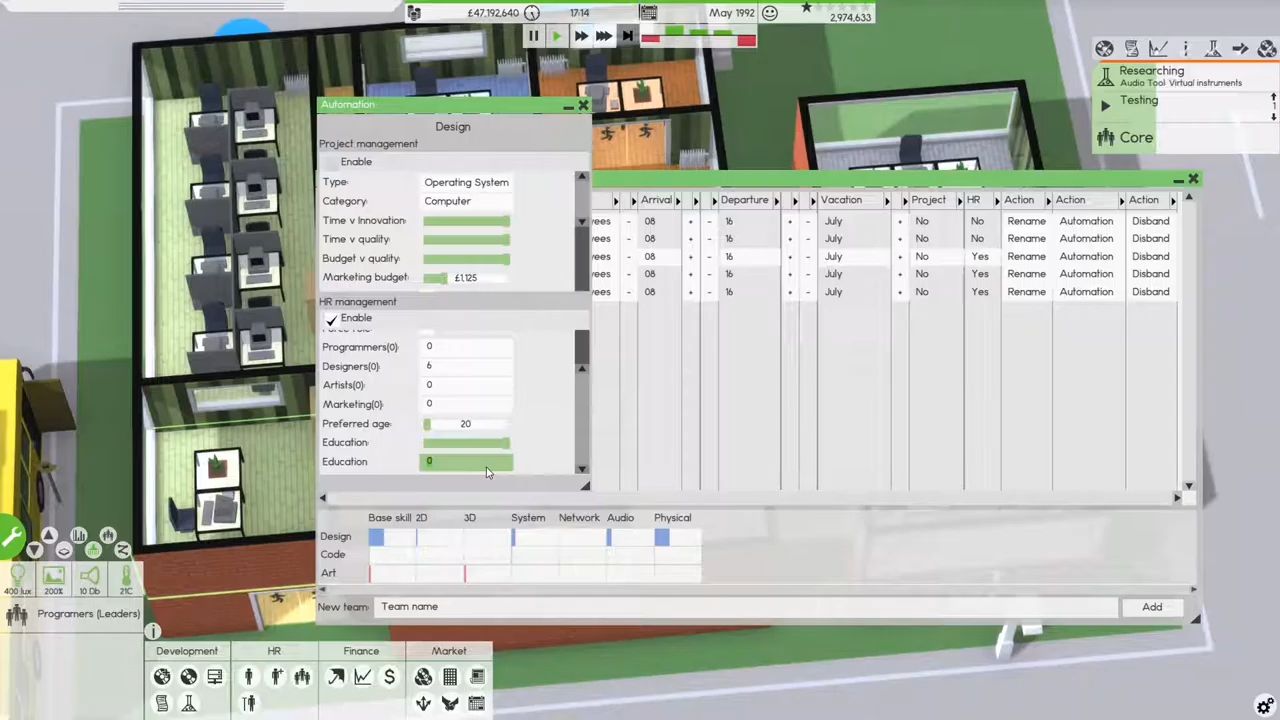 £47,192,640 17:14 May 1992 2,974,633
Researching
Audio Tool: Virtual instruments
Testing
Core
Automation
Design
Project management
Enable
Type: Operating System
Category: Computer
Time v Innovation:
Time v quality:
Budget v quality:
Marketing budget: £1,125
HR management
Enable
Programmers(0): 0
Designers(0): 6
Artists(0): 0
Marketing(0): 0
Preferred age: 20
Education:
Education 0
Arrival Departure Vacation Project HR Action Action Action
yees - 08 + - 16 + - July + No No Rename Automation Disband
yees - 08 + - 16 + - July + No No Rename Automation Disband
yees - 08 + - 16 + - July + No Yes Rename Automation Disband
yees - 08 + - 16 + - July + No Yes Rename Automation Disband
yees - 08 + - 16 + - July + No Yes Rename Automation Disband
Base skill 2D 3D System Network Audio Physical
Design
Code
Art
New team: Team name Add
400 lux 200% 10 Db 21C
Programers (Leaders)
Development HR Finance Market